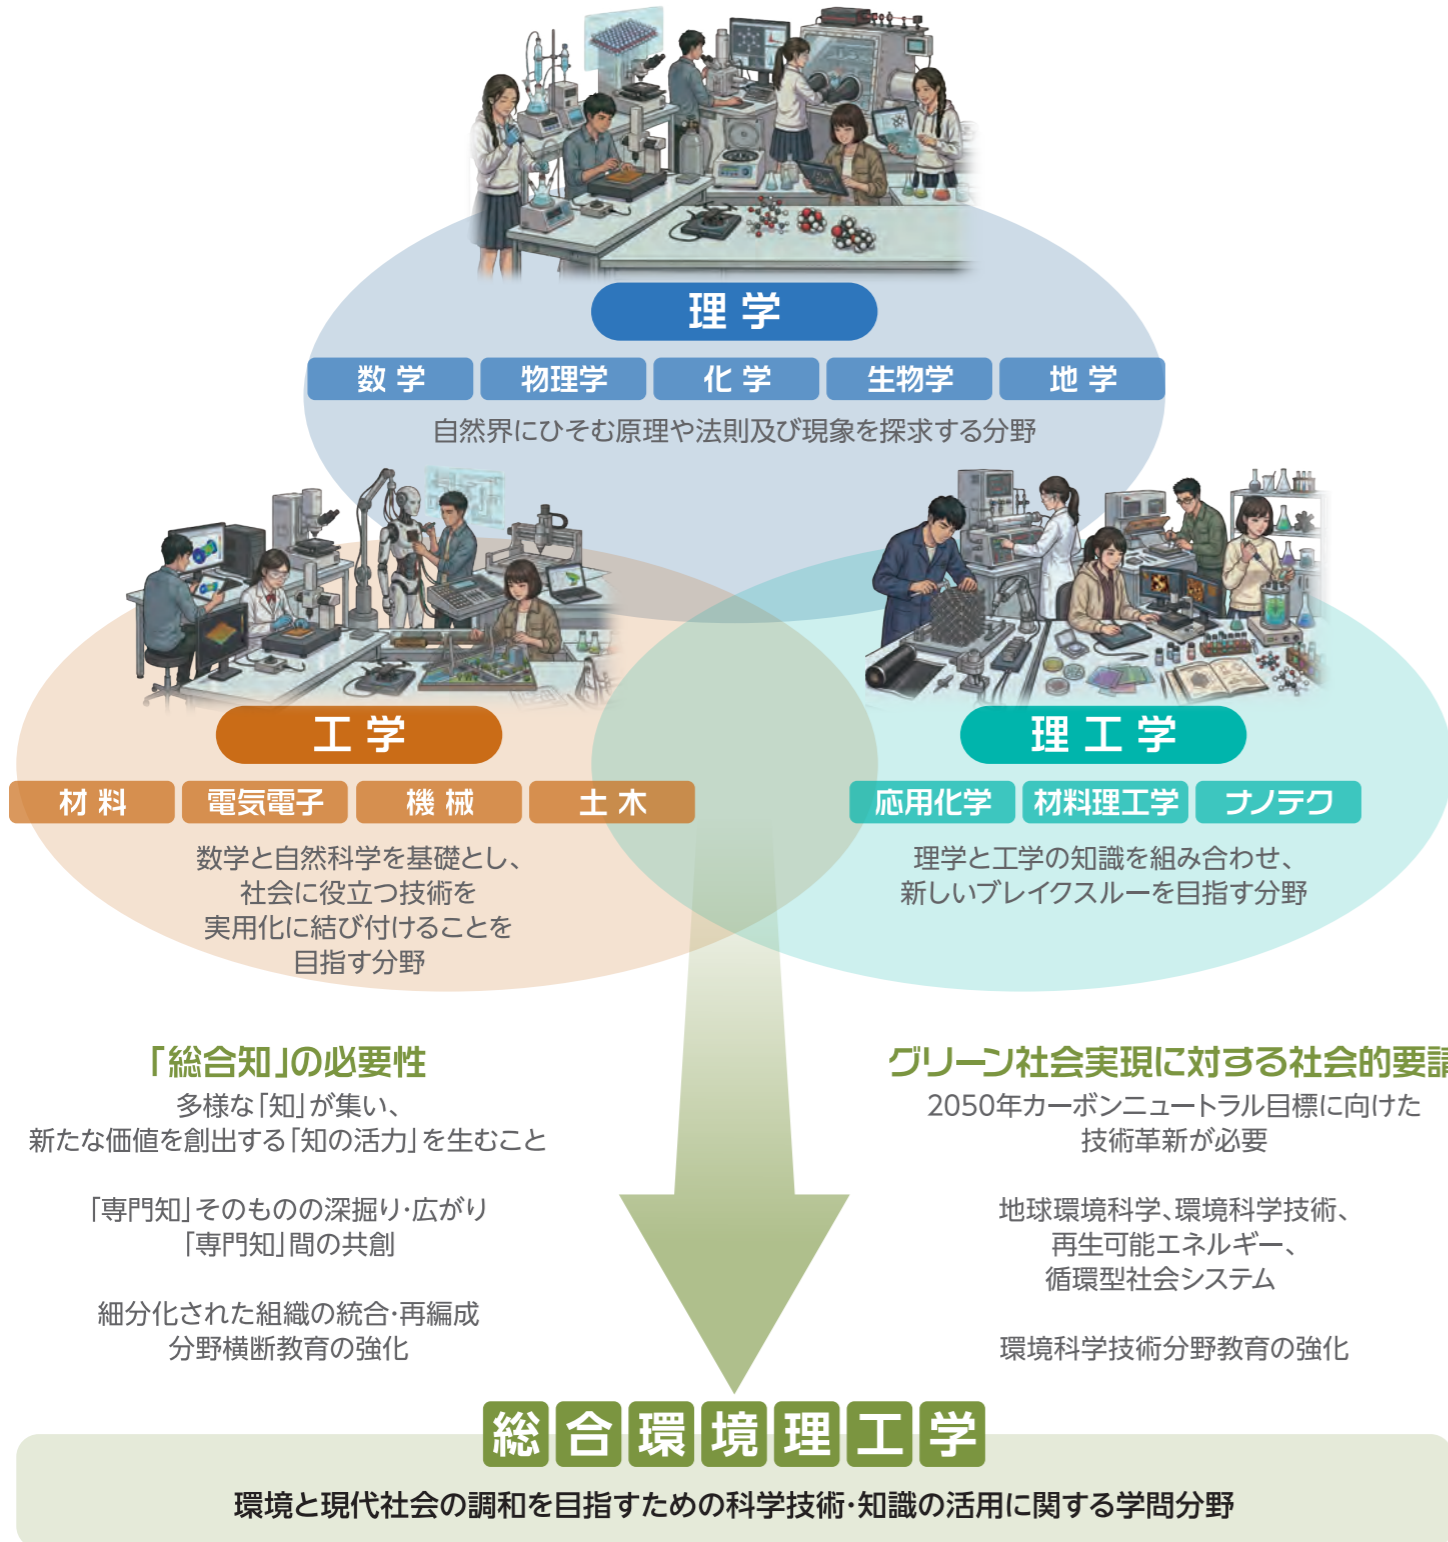 理学
数学 物理学 化学 生物学 地学
自然界にひそむ原理や法則及び現象を探求する分野
工学
材料 電気電子 機械 土木
数学と自然科学を基礎とし、
社会に役立つ技術を
実用化に結び付けることを
目指す分野
理工学
応用化学 材料理工学 ナノテク
理学と工学の知識を組み合わせ、
新しいブレイクスルーを目指す分野
「総合知」の必要性
多様な「知」が集い、
新たな価値を創出する「知の活力」を生むこと
「専門知」そのものの深掘り・広がり
「専門知」間の共創
細分化された組織の統合・再編成
分野横断教育の強化
グリーン社会実現に対する社会的要請
2050年カーボンニュートラル目標に向けた
技術革新が必要
地球環境科学、環境科学技術、
再生可能エネルギー、
循環型社会システム
環境科学技術分野教育の強化
総合環境理工学
環境と現代社会の調和を目指すための科学技術・知識の活用に関する学問分野